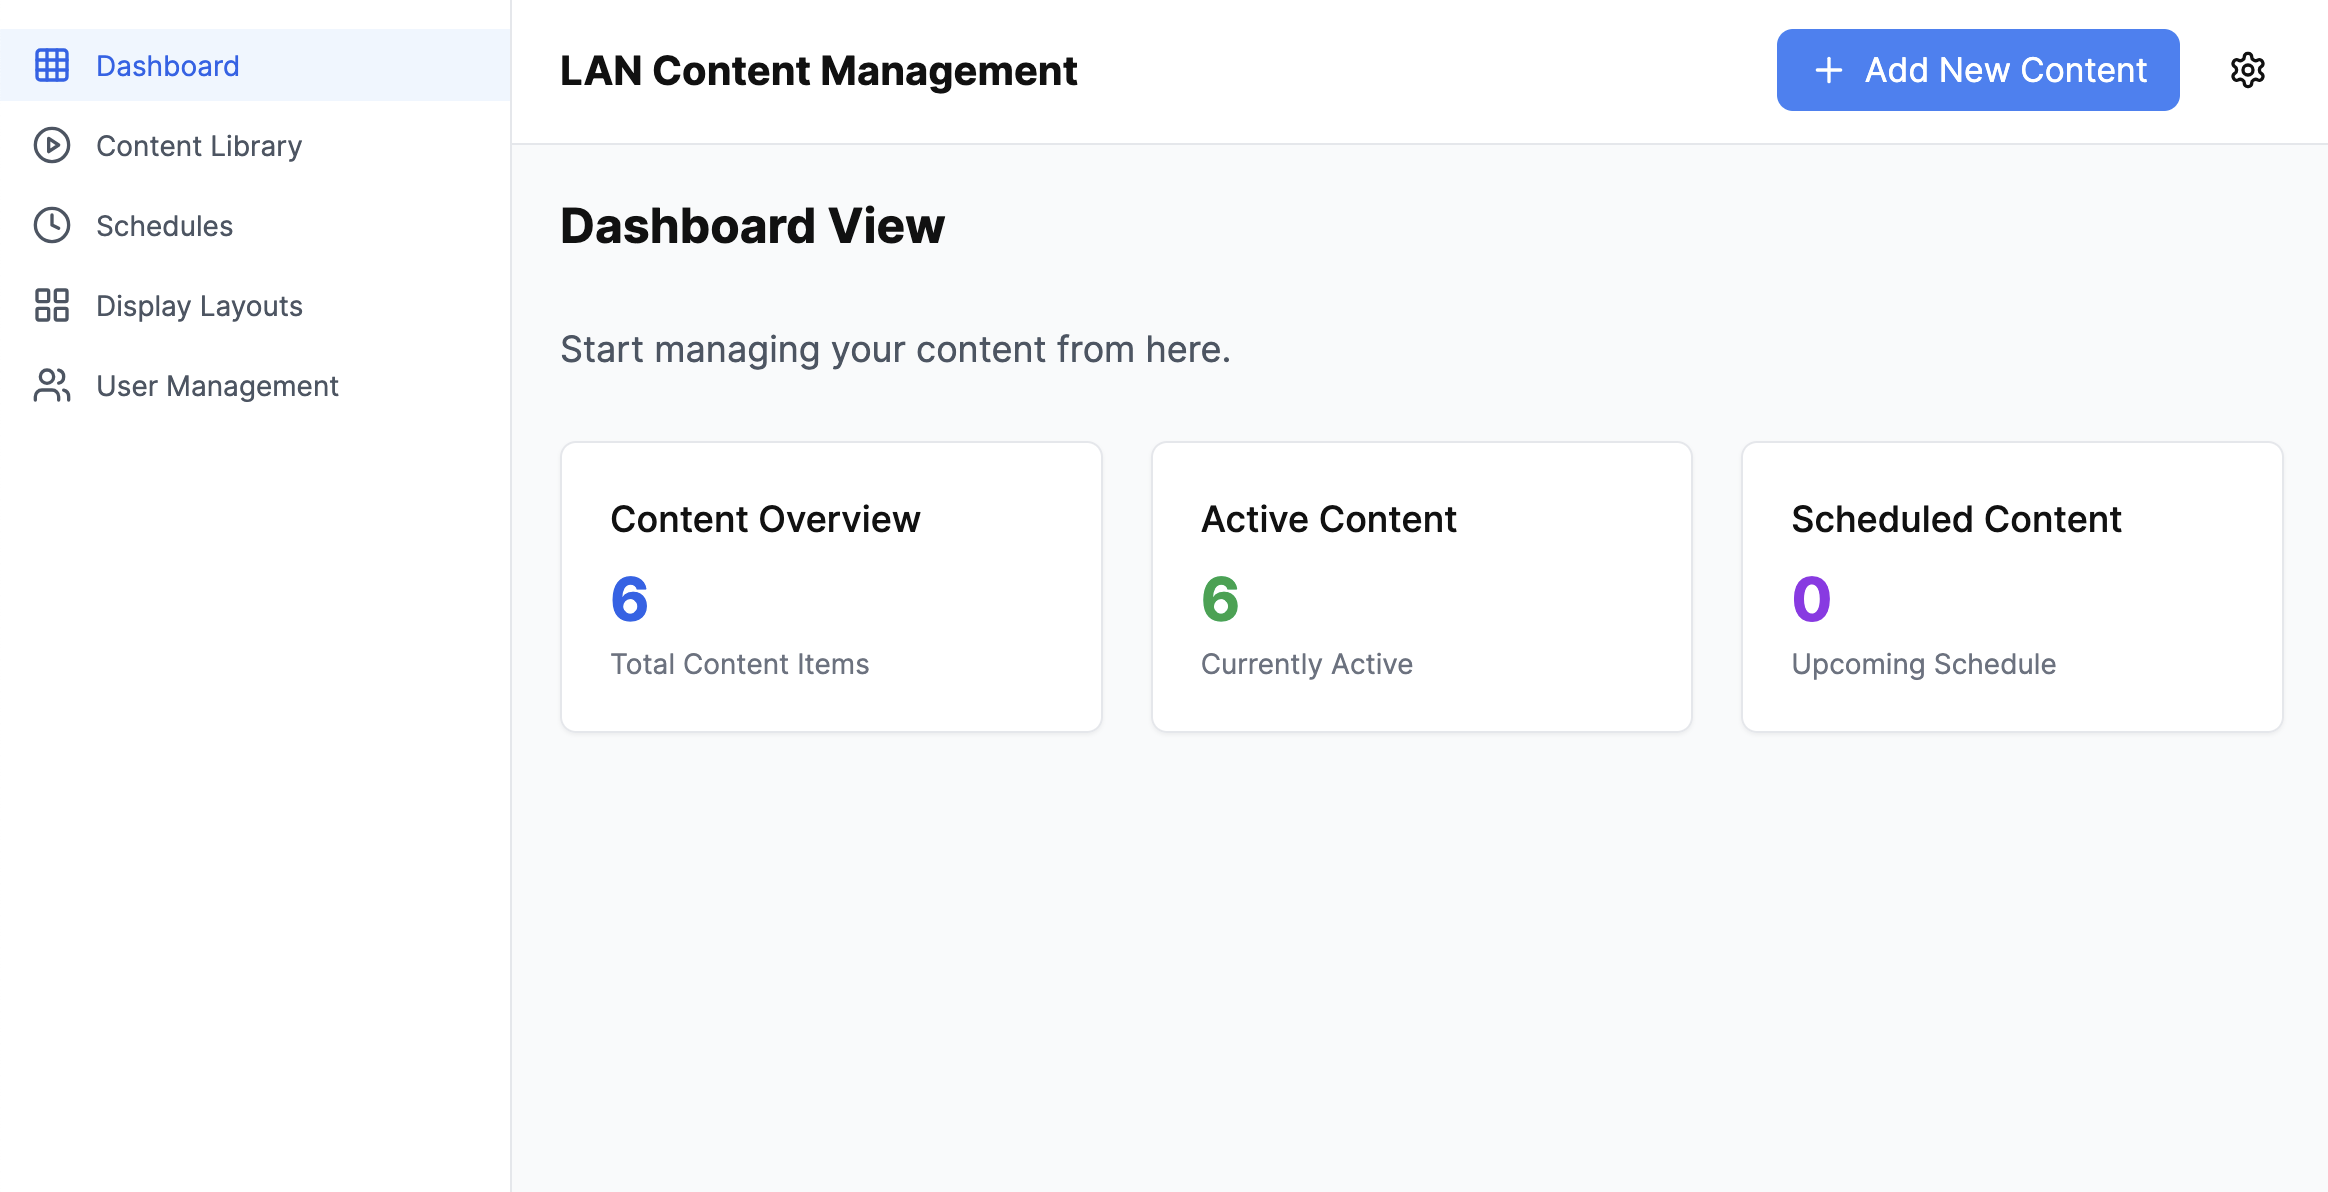 Dashboard
Content Library
Schedules
Display Layouts
User Management
LAN Content Management
Add New Content
Dashboard View
Start managing your content from here.
Content Overview
6
Total Content Items
Active Content
6
Currently Active
Scheduled Content
0
Upcoming Schedule